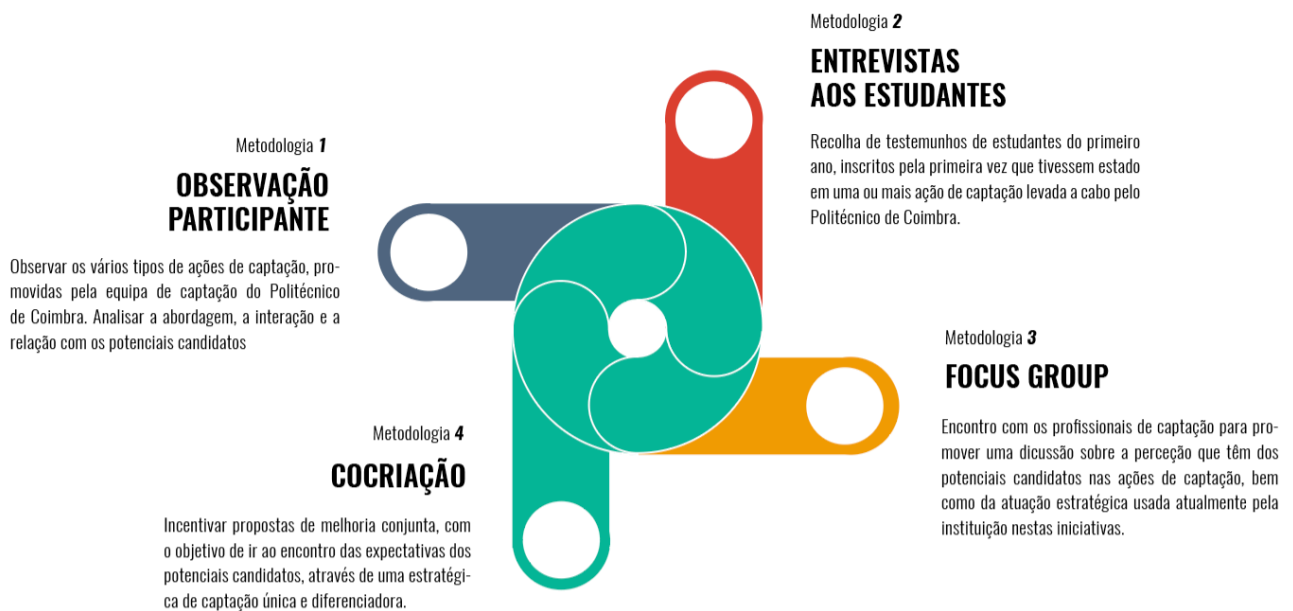 Metodologia 1
OBSERVAÇÃO
PARTICIPANTE
Observar os vários tipos de ações de captação, pro-
movidas pela equipa de captação do Politécnico
de Coimbra. Analisar a abordagem, a interação e a
relação com os potenciais candidatos
Metodologia 2
ENTREVISTAS
AOS ESTUDANTES
Recolha de testemunhos de estudantes do primeiro
ano, inscritos pela primeira vez que tivessem estado
em uma ou mais ação de captação levada a cabo pelo
Politécnico de Coimbra.
Metodologia 3
FOCUS GROUP
Encontro com os profissionais de captação para pro-
mover uma dicussão sobre a perceção que têm dos
potenciais candidatos nas ações de captação, bem
como da atuação estratégica usada atualmente pela
instituição nestas iniciativas.
Metodologia 4
COCRIAÇÃO
Incentivar propostas de melhoria conjunta, com
o objetivo de ir ao encontro das expectativas dos
potenciais candidatos, através de uma estratégi-
ca de captação única e diferenciadora.